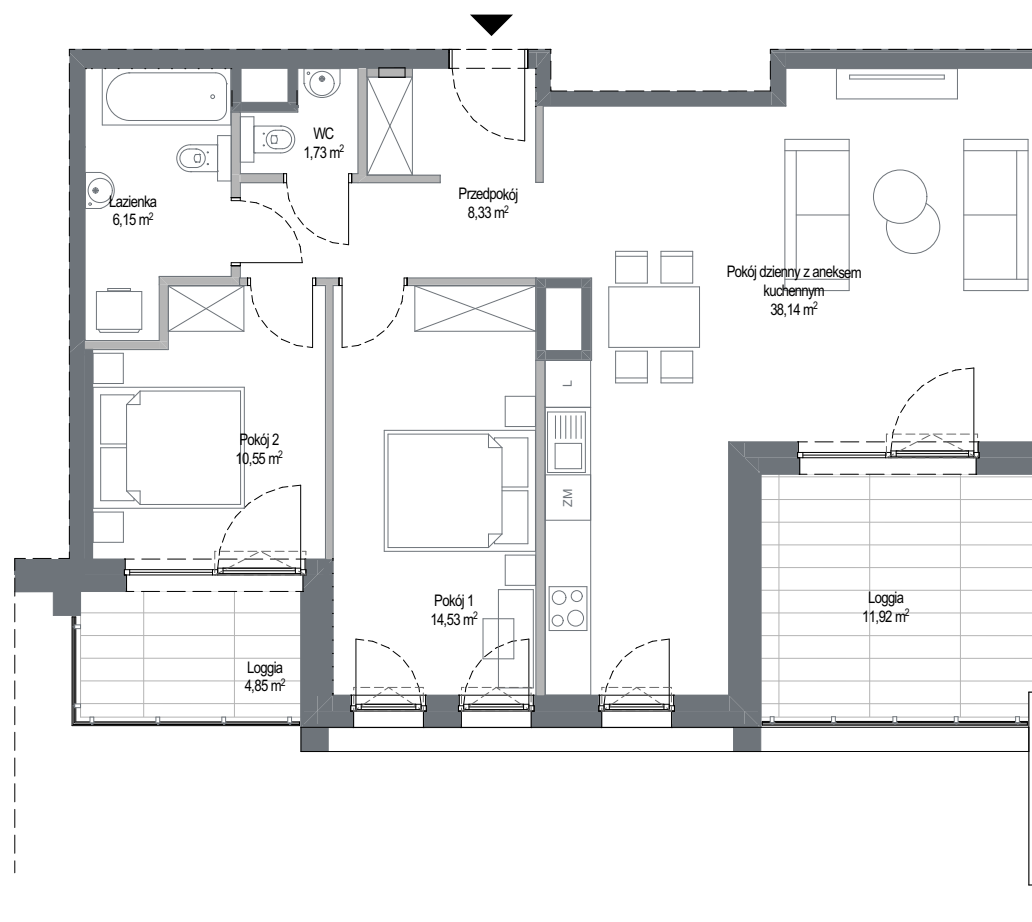 WC
1,73 m²
Łazienka
6,15 m²
Przedpokój
8,33 m²
Pokój dzienny z aneksem
kuchennym
38,14 m²
L
Pokój 2
10,55 m²
ZM
Pokój 1
14,53 m²
Loggia
11,92 m²
Loggia
4,85 m²